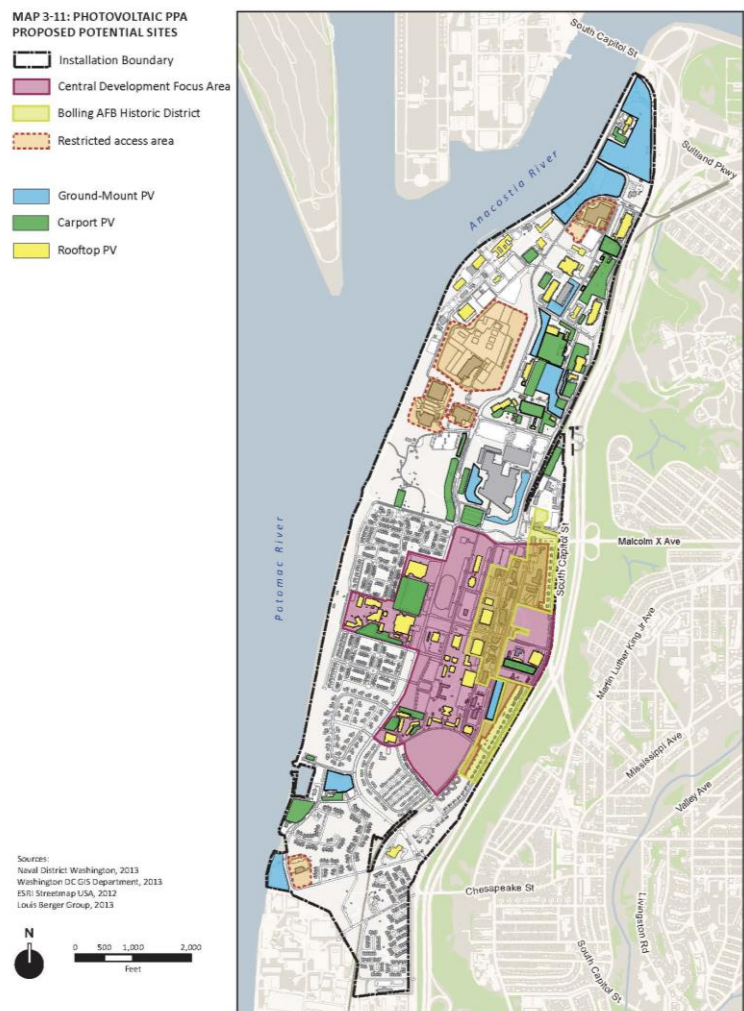 MAP 3-11: PHOTOVOLTAIC PPA
PROPOSED POTENTIAL SITES
Installation Boundary
Central Development Focus Area
Bolling AFB Historic District
Restricted access area
Ground-Mount PV
Carport PV
Rooftop PV
South Capitol St
Suitland Pkwy
Anacostia River
Potomac River
Malcolm X Ave
South Capitol St
Martin Luther King Jr Ave
Mississippi Ave
Valley Ave
Chesapeake St
Livingston Rd
South Capitol St
Sources:
Naval District Washington, 2013
Washington DC GIS Department, 2013
ESRI Streetmap USA, 2012
Louis Berger Group, 2013
N
0 500 1,000 2,000
Feet